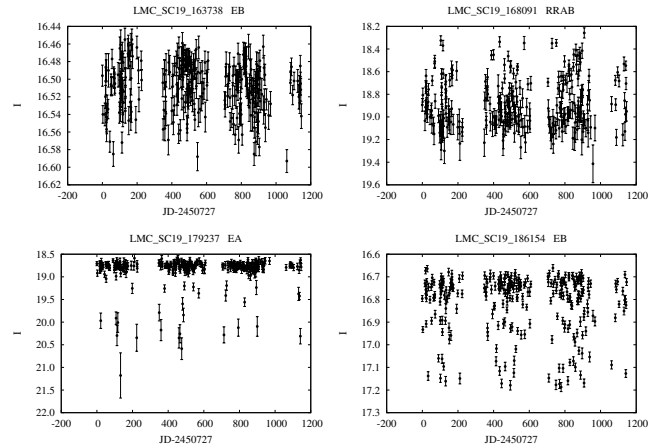 LMC_SC19_163738 EB
16.44
16.46
16.48
16.50
16.52
16.54
16.56
16.58
16.60
16.62
I
-200 0 200 400 600 800 1000 1200
JD-2450727
LMC_SC19_168091 RRAB
18.2
18.4
18.6
18.8
19.0
19.2
19.4
19.6
I
-200 0 200 400 600 800 1000 1200
JD-2450727
LMC_SC19_179237 EA
18.5
19.0
19.5
20.0
20.5
21.0
21.5
22.0
I
-200 0 200 400 600 800 1000 1200
JD-2450727
LMC_SC19_186154 EB
16.6
16.7
16.8
16.9
17.0
17.1
17.2
17.3
I
-200 0 200 400 600 800 1000 1200
JD-2450727